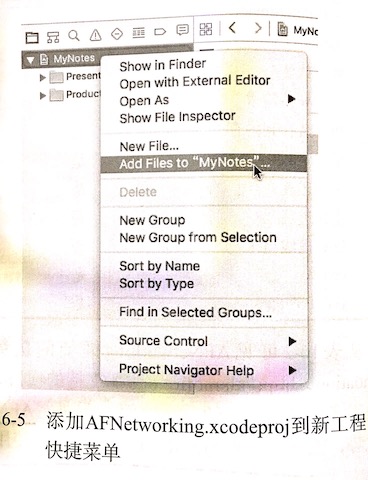 MyNo
MyNotes
Present
Produc
Show in Finder
Open with External Editor
Open As
Show File Inspector
New File...
Add Files to “MyNotes”...
Delete
New Group
New Group from Selection
Sort by Name
Sort by Type
Find in Selected Groups...
Source Control
Project Navigator Help
6-5 添加AFNetworking.xcodeproj到新工程
快捷菜单